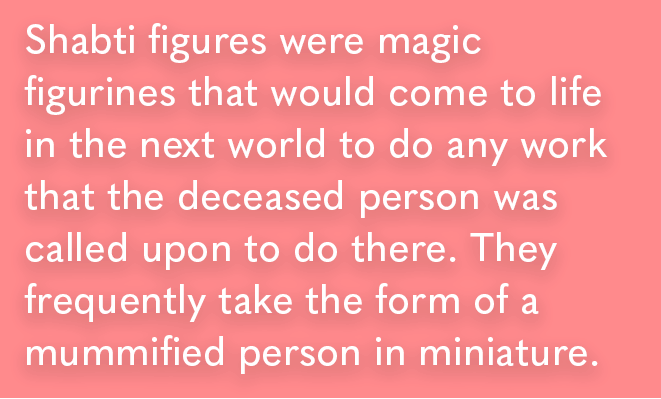 Shabti figures were magic
figurines that would come to life
in the next world to do any work
that the deceased person was
called upon to do there. They
frequently take the form of a
mummified person in miniature.